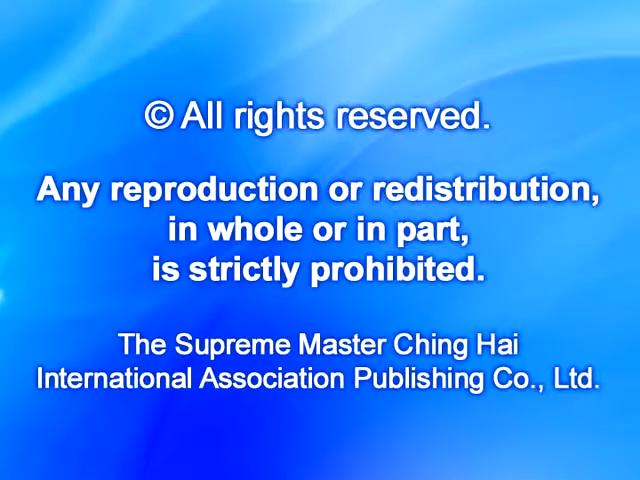 © All rights reserved.
Any reproduction or redistribution,
in whole or in part,
is strictly prohibited.
The Supreme Master Ching Hai
International Association Publishing Co., Ltd.